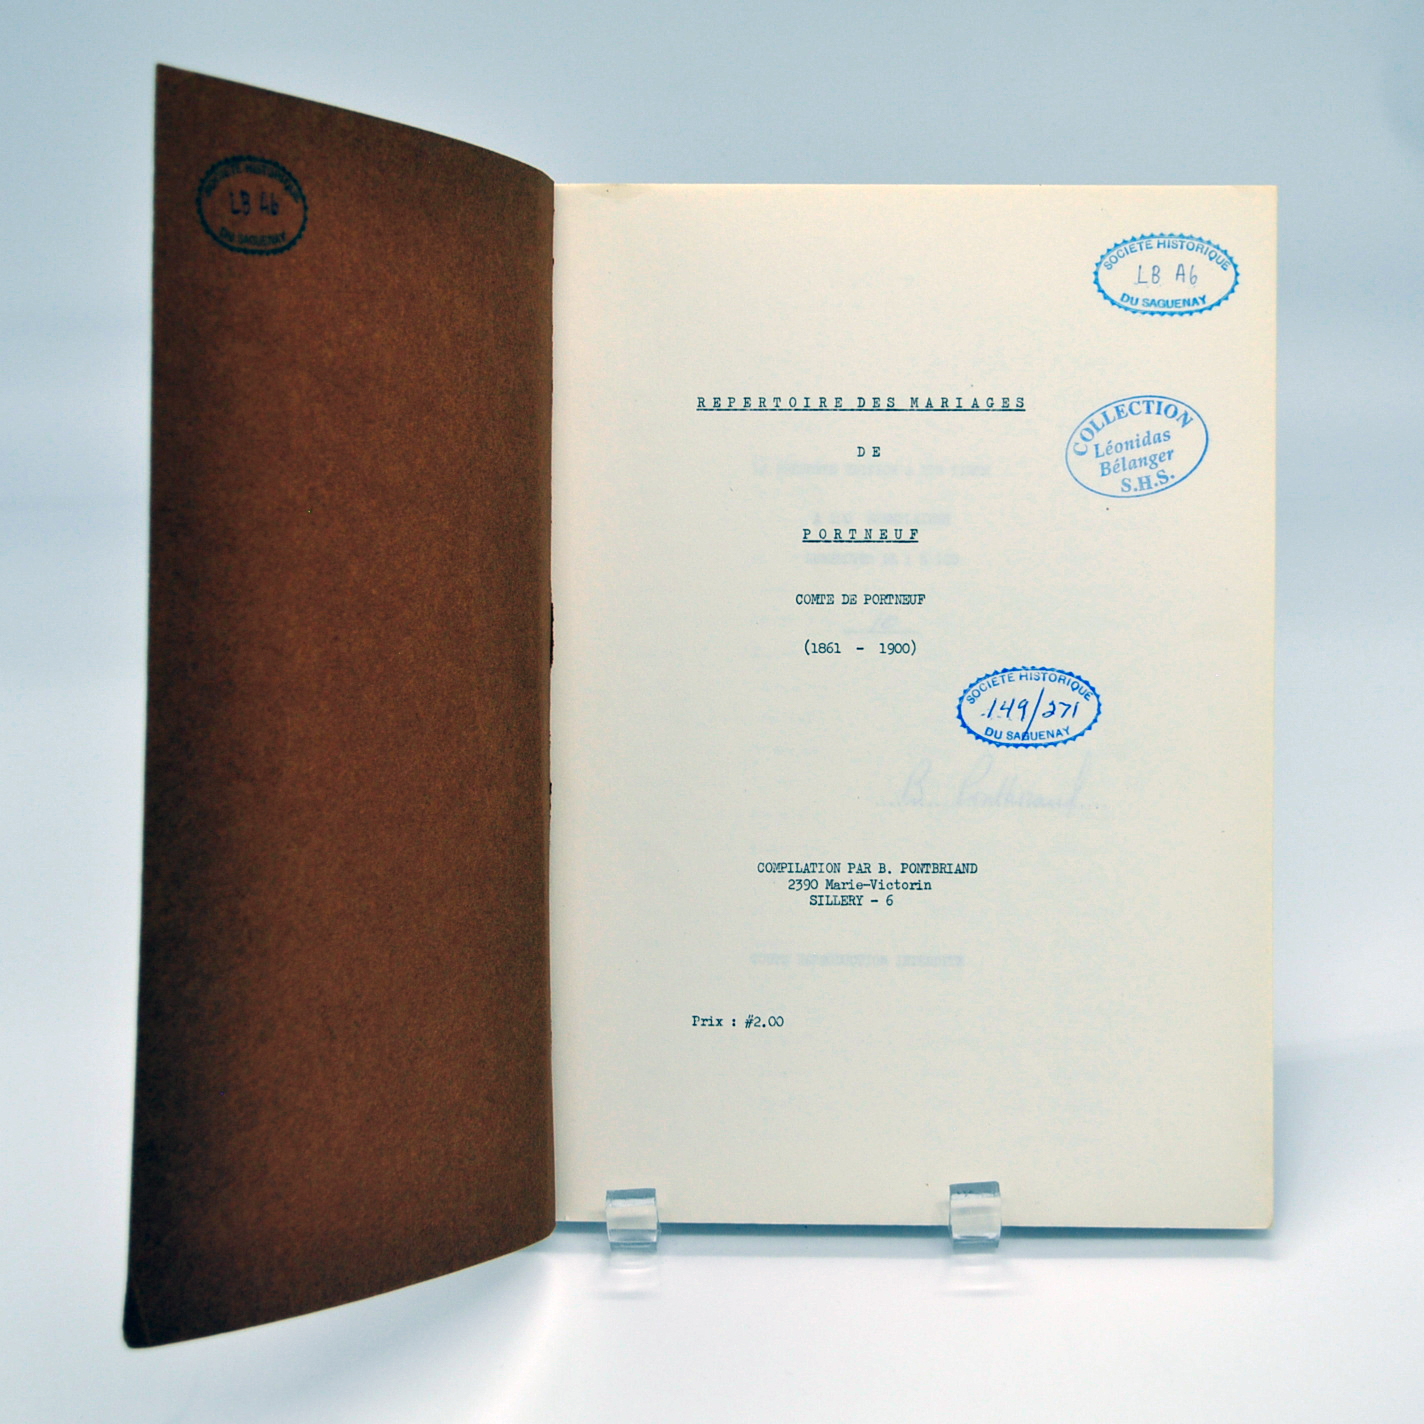 SOCIÉTÉ HISTORIQUE
LB A6
DU SAGUENAY
SOCIÉTÉ HISTORIQUE
LB A6
DU SAGUENAY
REPERTOIRE DES MARIAGES
COLLECTION
Léonidas
Bélanger
S.H.S.
DE
PORTNEUF
COMTE DE PORTNEUF
(1861 - 1900)
SOCIÉTÉ HISTORIQUE
149/271
DU SAGUENAY
B. Pontbriand
COMPILATION PAR B. PONTBRIAND
2390 Marie-Victorin
SILLERY - 6
Prix : #2.00